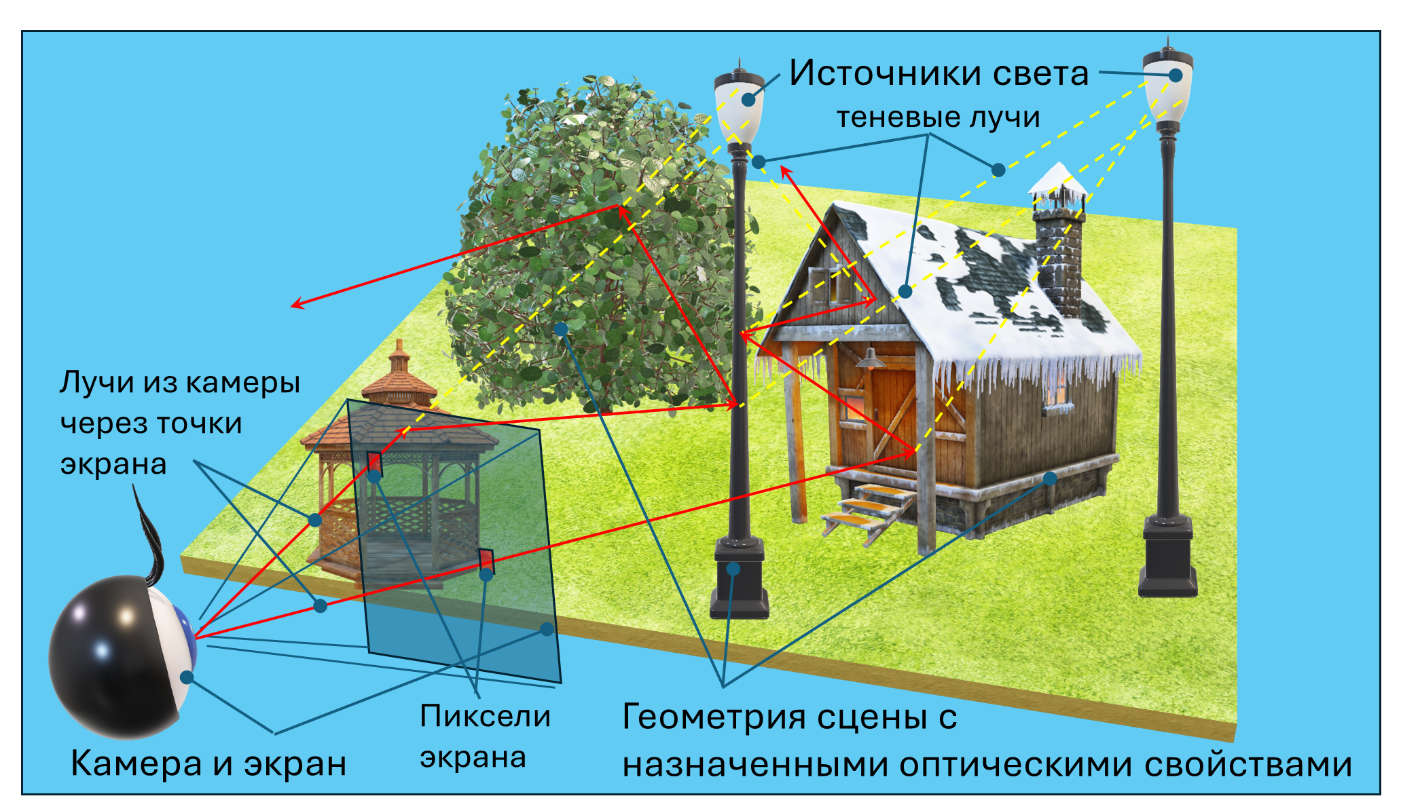 Источники света
теневые лучи
Лучи из камеры
через точки
экрана
Пиксели
экрана
Камера и экран
Геометрия сцены с
назначенными оптическими свойствами